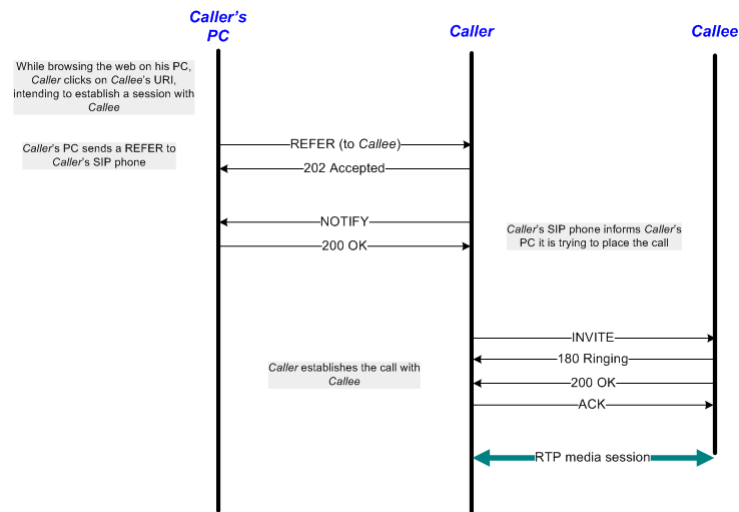 Caller's
PC
Caller
Callee
While browsing the web on his PC,
Caller clicks on Callee's URI,
intending to establish a session with
Callee
REFER (to Callee)
Caller's PC sends a REFER to
Caller's SIP phone
202 Accepted
NOTIFY
Caller's SIP phone informs Caller's
PC it is trying to place the call
200 OK
INVITE
180 Ringing
Caller establishes the call with
Callee
200 OK
ACK
RTP media session